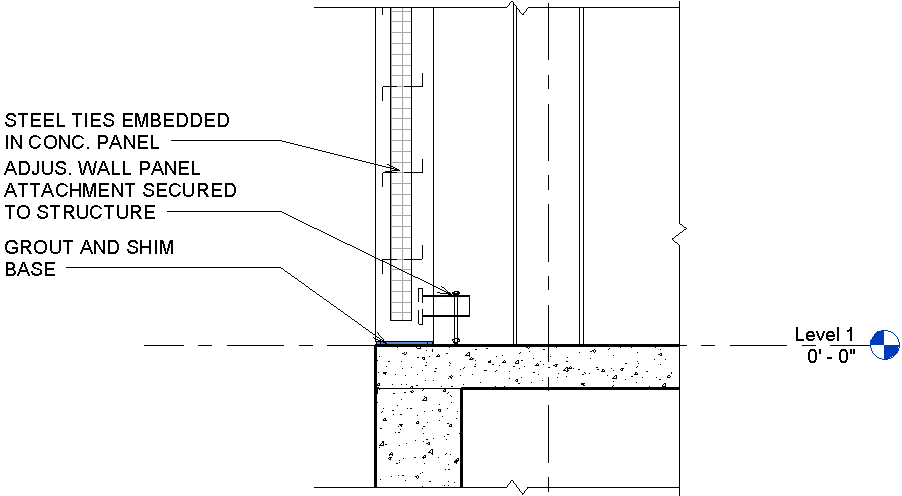 STEEL TIES EMBEDDED
IN CONC. PANEL
ADJUS. WALL PANEL
ATTACHMENT SECURED
TO STRUCTURE
GROUT AND SHIM
BASE
Level 1
0' - 0"